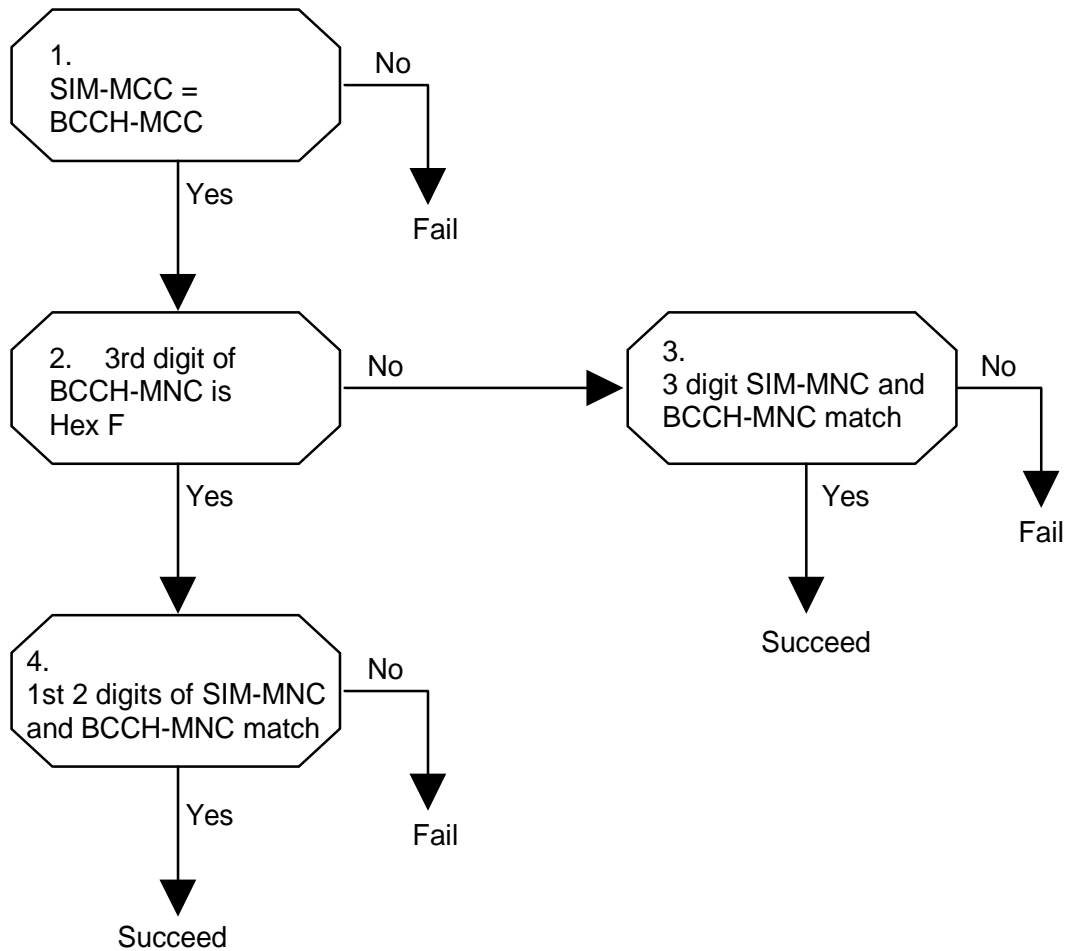 1.
SIM-MCC =
BCCH-MCC
No
Yes
Fail
2. 3rd digit of
BCCH-MNC is
Hex F
No
3.
3 digit SIM-MNC and
BCCH-MNC match
No
Yes
Yes
Fail
Succeed
4.
1st 2 digits of SIM-MNC
and BCCH-MNC match
No
Yes
Fail
Succeed